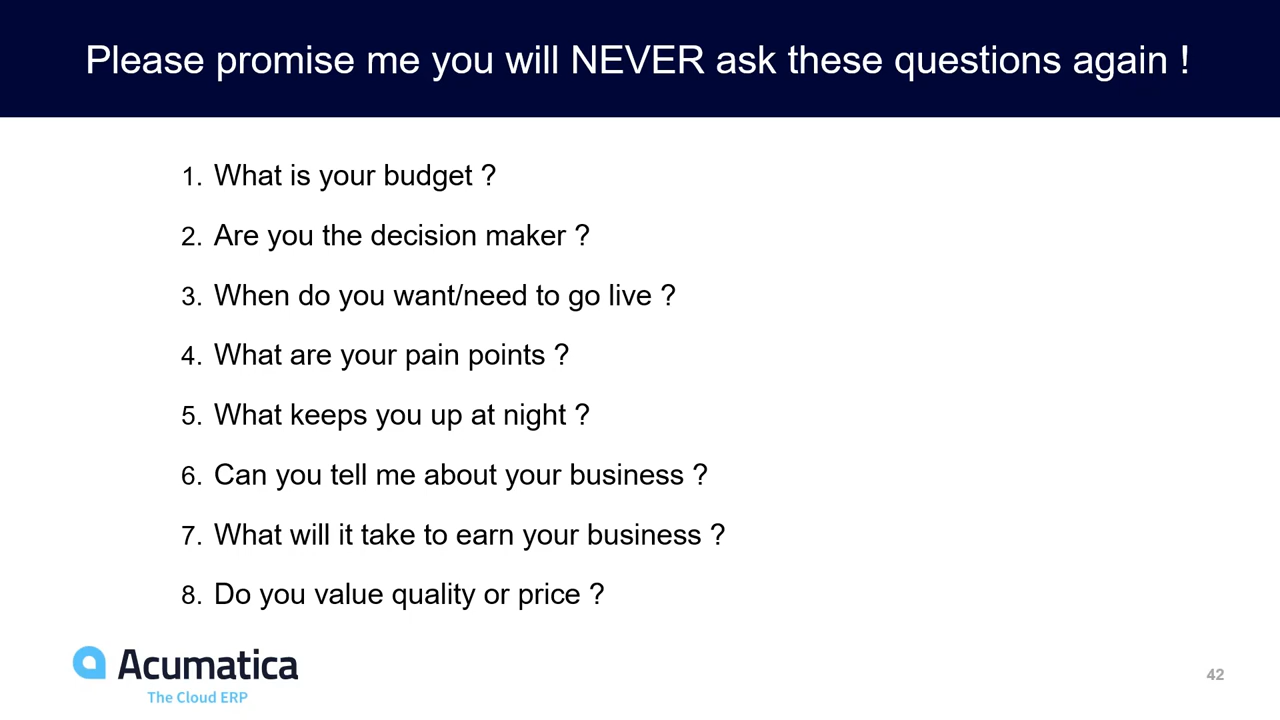 Please promise me you will NEVER ask these questions again !
1. What is your budget ?
2. Are you the decision maker ?
3. When do you want/need to go live ?
4. What are your pain points ?
5. What keeps you up at night ?
6. Can you tell me about your business ?
7. What will it take to earn your business ?
8. Do you value quality or price ?
Acumatica
The Cloud ERP
42